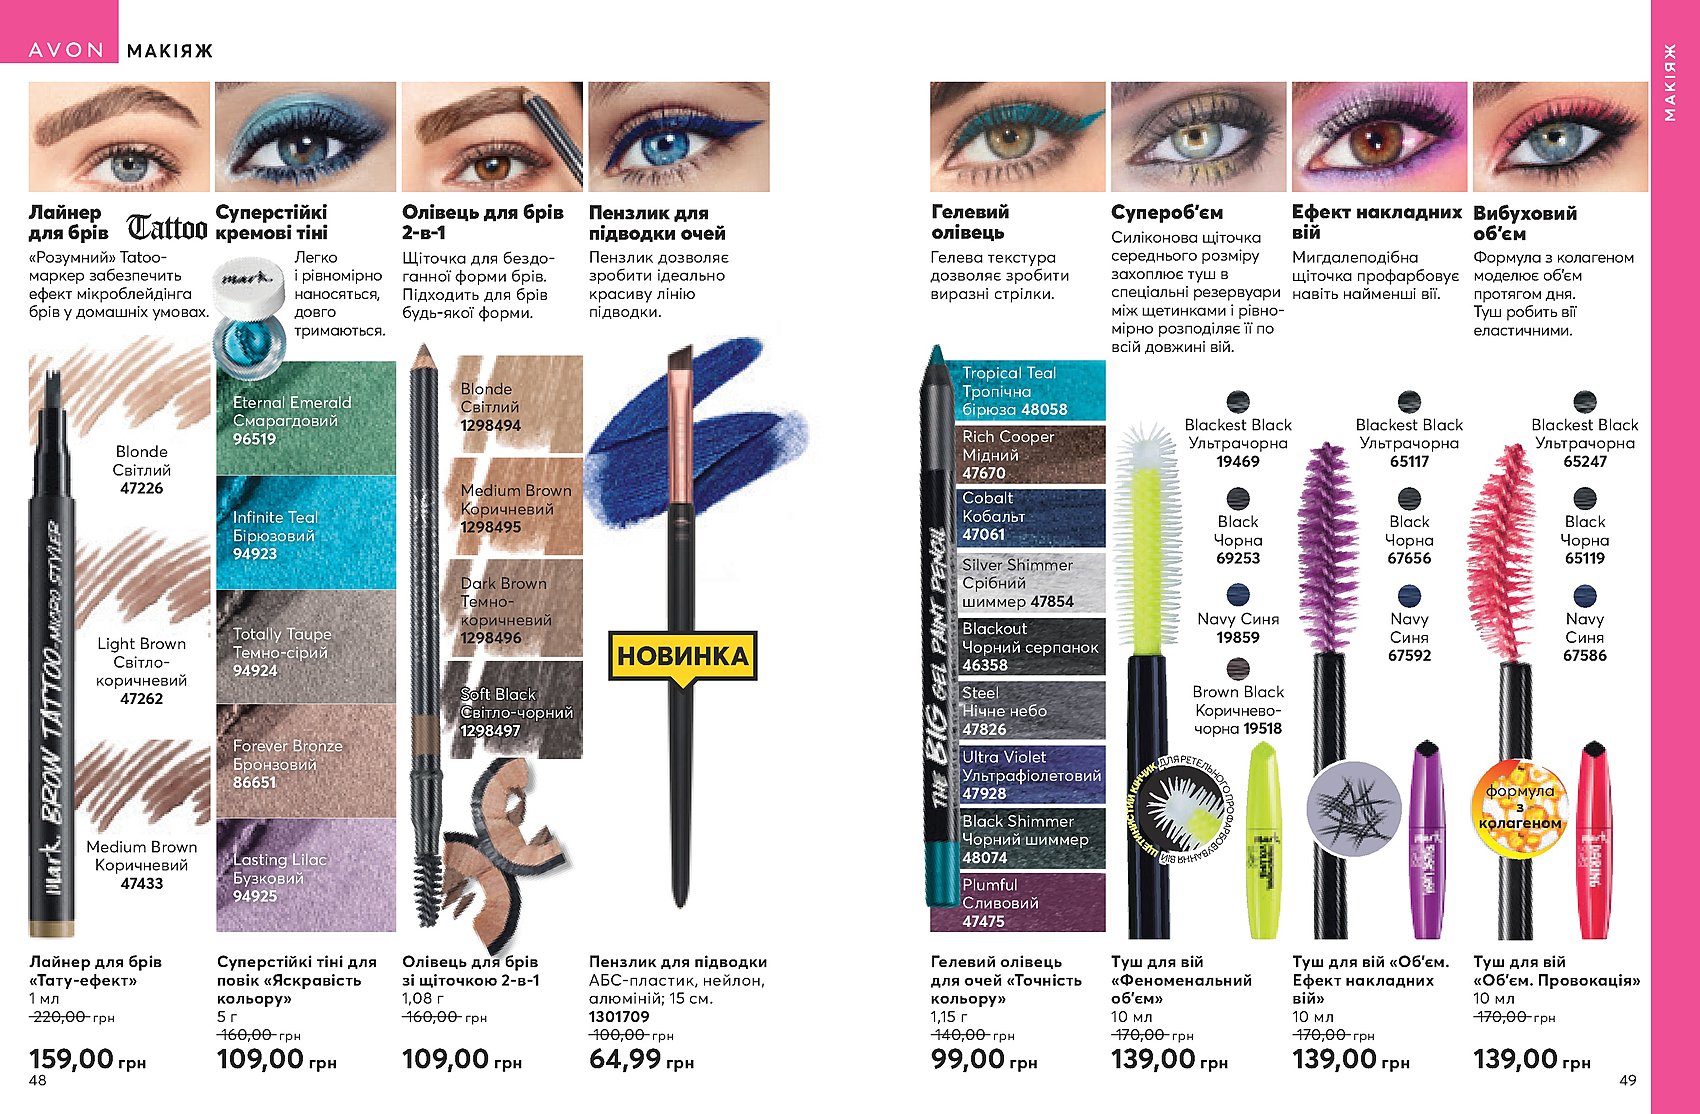 AVON МАКІЯЖ
Лайнер
для брів
Tattoo
«Розумний» Tatoo-
маркер забезпечить
ефект мікроблейдінга
брів у домашніх умовах.
Blonde
Світлий
47226
Light Brown
Світло-
коричневий
47262
Medium Brown
Коричневий
47433
mark. BROW TATTOO MICRO STYLER
Лайнер для брів
«Тату-ефект»
1 мл
220,00 грн
159,00 грн
48
Суперстійкі
кремові тіні
mark.
Легко
і рівномірно
наносяться,
довго
тримаються.
Eternal Emerald
Смарагдовий
96519
Infinite Teal
Бірюзовий
94923
Totally Taupe
Темно-сірий
94924
Forever Bronze
Бронзовий
86651
Lasting Lilac
Бузковий
94925
Суперстійкі тіні для
повік «Яскравість
кольору»
5 г
160,00 грн
109,00 грн
Олівець для брів
2-в-1
Щіточка для бездо-
ганної форми брів.
Підходить для брів
будь-якої форми.
Blonde
Світлий
1298494
Medium Brown
Коричневий
1298495
Dark Brown
Темно-
коричневий
1298496
Soft Black
Світло-чорний
1298497
Олівець для брів
зі щіточкою 2-в-1
1,08 г
160,00 грн
109,00 грн
Пензлик для
підводки очей
Пензлик дозволяє
зробити ідеально
красиву лінію
підводки.
НОВИНКА
Пензлик для підводки
АБС-пластик, нейлон,
алюміній; 15 см.
1301709
100,00 грн
64,99 грн
Гелевий
олівець
Гелева текстура
дозволяє зробити
виразні стрілки.
THE BIG GEL PAINT PENCIL
Tropical Teal
Тропічна
бірюза 48058
Rich Cooper
Мідний
47670
Cobalt
Кобальт
47061
Silver Shimmer
Срібний
шиммер 47854
Blackout
Чорний серпанок
46358
Steel
Нічне небо
47826
Ultra Violet
Ультрафіолетовий
47928
Black Shimmer
Чорний шиммер
48074
Plumful
Сливовий
47475
Гелевий олівець
для очей «Точність
кольору»
1,15 г
140,00 грн
99,00 грн
Супероб’єм
Силіконова щіточка
середнього розміру
захоплює туш в
спеціальні резервуари
між щетинками і рівно-
мірно розподіляє її по
всій довжині вій.
Blackest Black
Ультрачорна
19469
Black
Чорна
69253
Navy Синя
19859
Brown Black
Коричнево-
чорна 19518
ЩЕТИНИСТИЙ КІНЧИК ДЛЯ РЕТЕЛЬНОГО ПРОФАРБОВУВАННЯ ВІЙ
Туш для вій
«Феноменальний
об’єм»
10 мл
170,00 грн
139,00 грн
Ефект накладних
вій
Мигдалеподібна
щіточка профарбовує
навіть найменші вії.
Blackest Black
Ультрачорна
65117
Black
Чорна
67656
Navy
Синя
67592
Туш для вій «Об’єм.
Ефект накладних
вій»
10 мл
170,00 грн
139,00 грн
Вибуховий
об’єм
Формула з колагеном
моделює об’єм
протягом дня.
Туш робить вії
еластичними.
Blackest Black
Ультрачорна
65247
Black
Чорна
65119
Navy
Синя
67586
формула
з
колагеном
Туш для вій
«Об’єм. Провокація»
10 мл
170,00 грн
139,00 грн
49
МАКІЯЖ